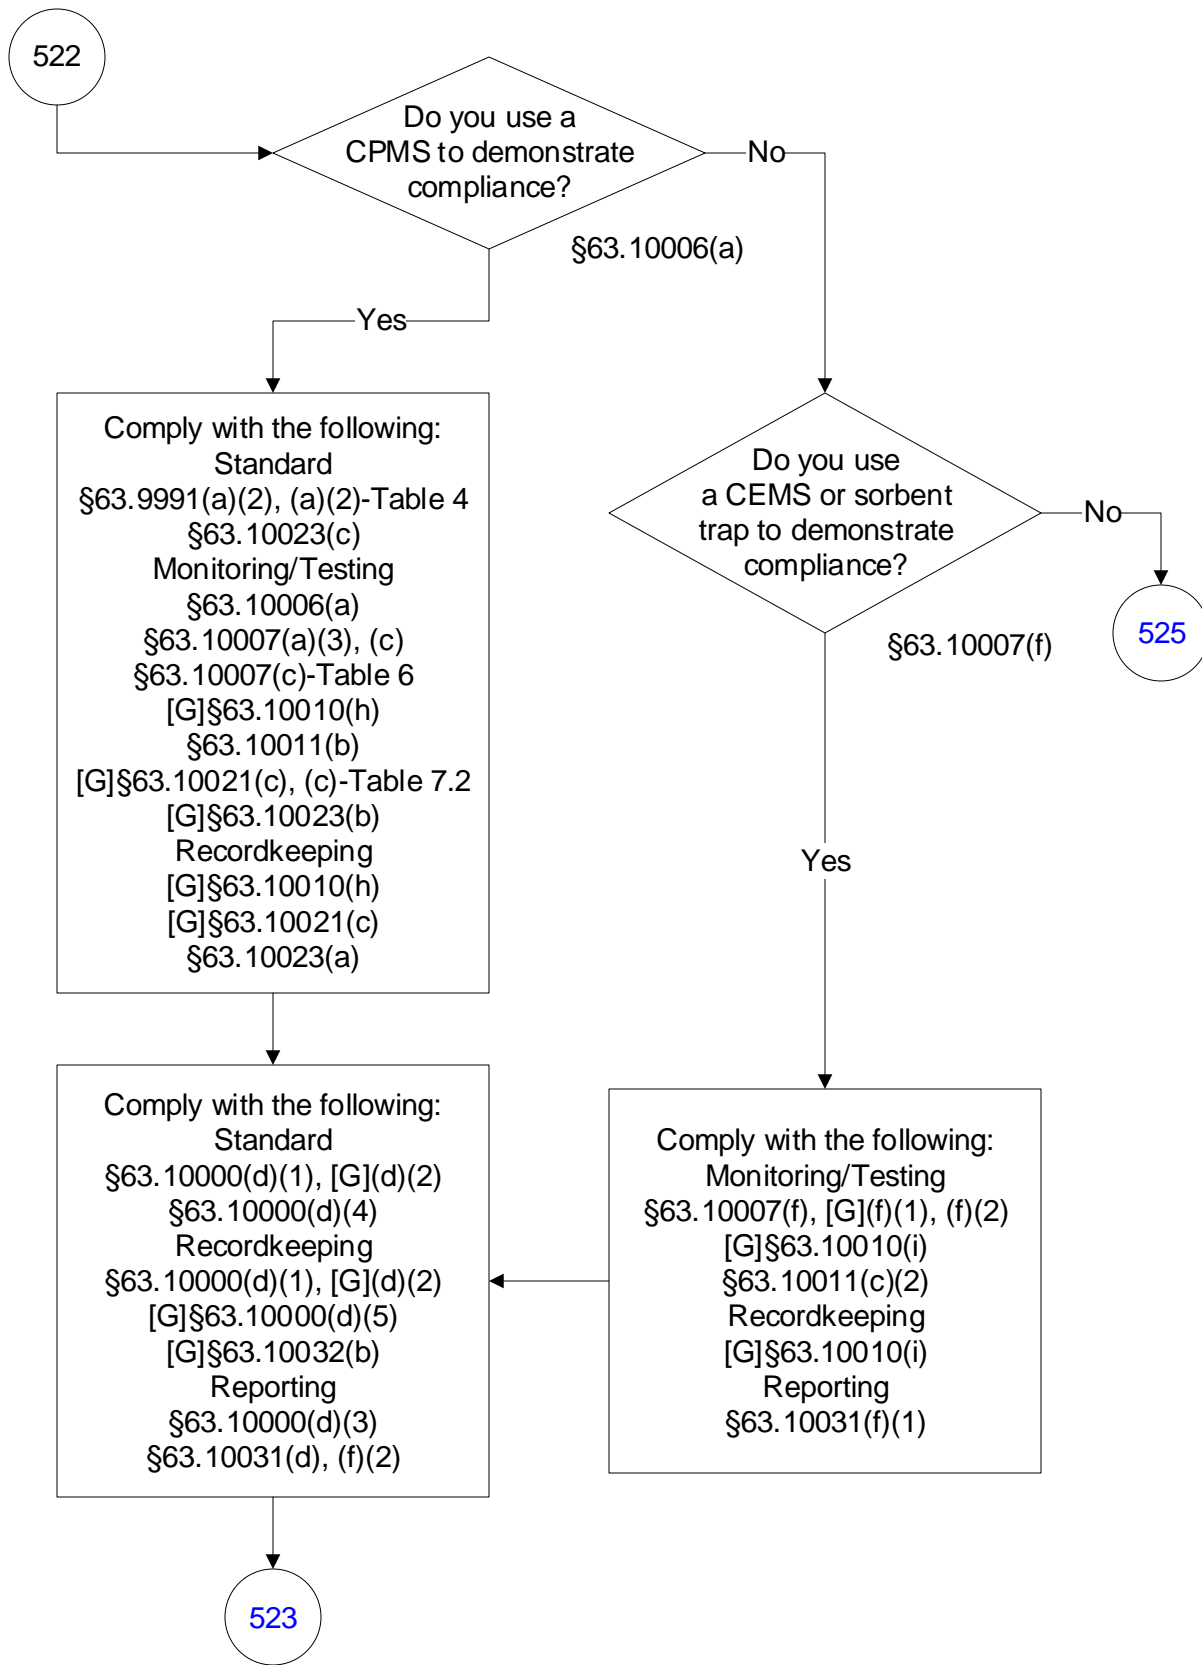 522
Do you use a
CPMS to demonstrate
compliance?
No
§63.10006(a)
Yes
Comply with the following:
Standard
§63.9991(a)(2), (a)(2)-Table 4
§63.10023(c)
Monitoring/Testing
§63.10006(a)
§63.10007(a)(3), (c)
§63.10007(c)-Table 6
[G]§63.10010(h)
§63.10011(b)
[G]§63.10021(c), (c)-Table 7.2
[G]§63.10023(b)
Recordkeeping
[G]§63.10010(h)
[G]§63.10021(c)
§63.10023(a)
Do you use
a CEMS or sorbent
trap to demonstrate
compliance?
No
525
§63.10007(f)
Yes
Comply with the following:
Monitoring/Testing
§63.10007(f), [G](f)(1), (f)(2)
[G]§63.10010(i)
§63.10011(c)(2)
Recordkeeping
[G]§63.10010(i)
Reporting
§63.10031(f)(1)
Comply with the following:
Standard
§63.10000(d)(1), [G](d)(2)
§63.10000(d)(4)
Recordkeeping
§63.10000(d)(1), [G](d)(2)
[G]§63.10000(d)(5)
[G]§63.10032(b)
Reporting
§63.10000(d)(3)
§63.10031(d), (f)(2)
523